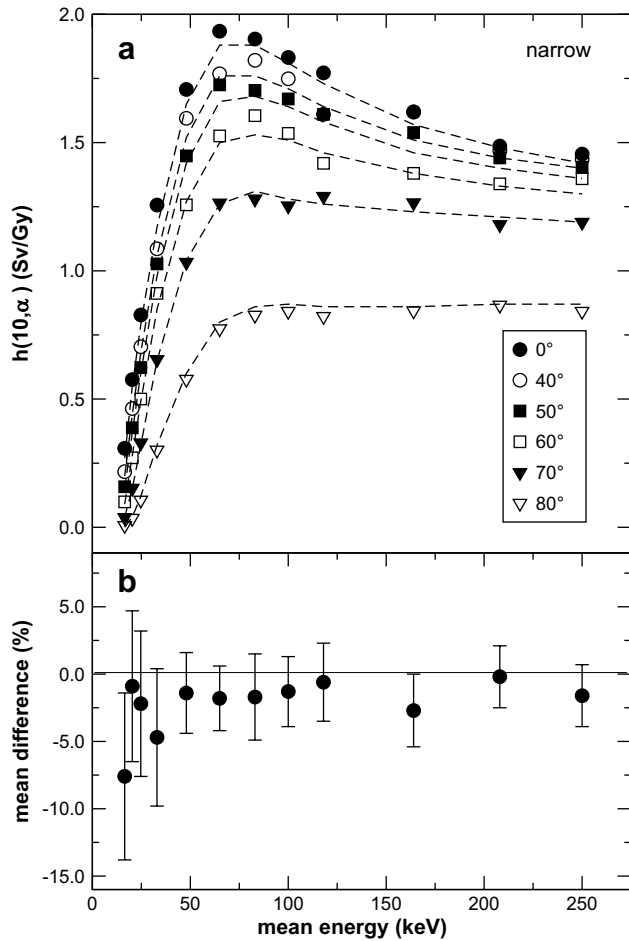 a
narrow
2.0
1.5
1.0
0.5
0.0
h(10,α) (Sv/Gy)
0°
40°
50°
60°
70°
80°
b
5.0
0.0
-5.0
-10.0
-15.0
mean difference (%)
0 50 100 150 200 250
mean energy (keV)